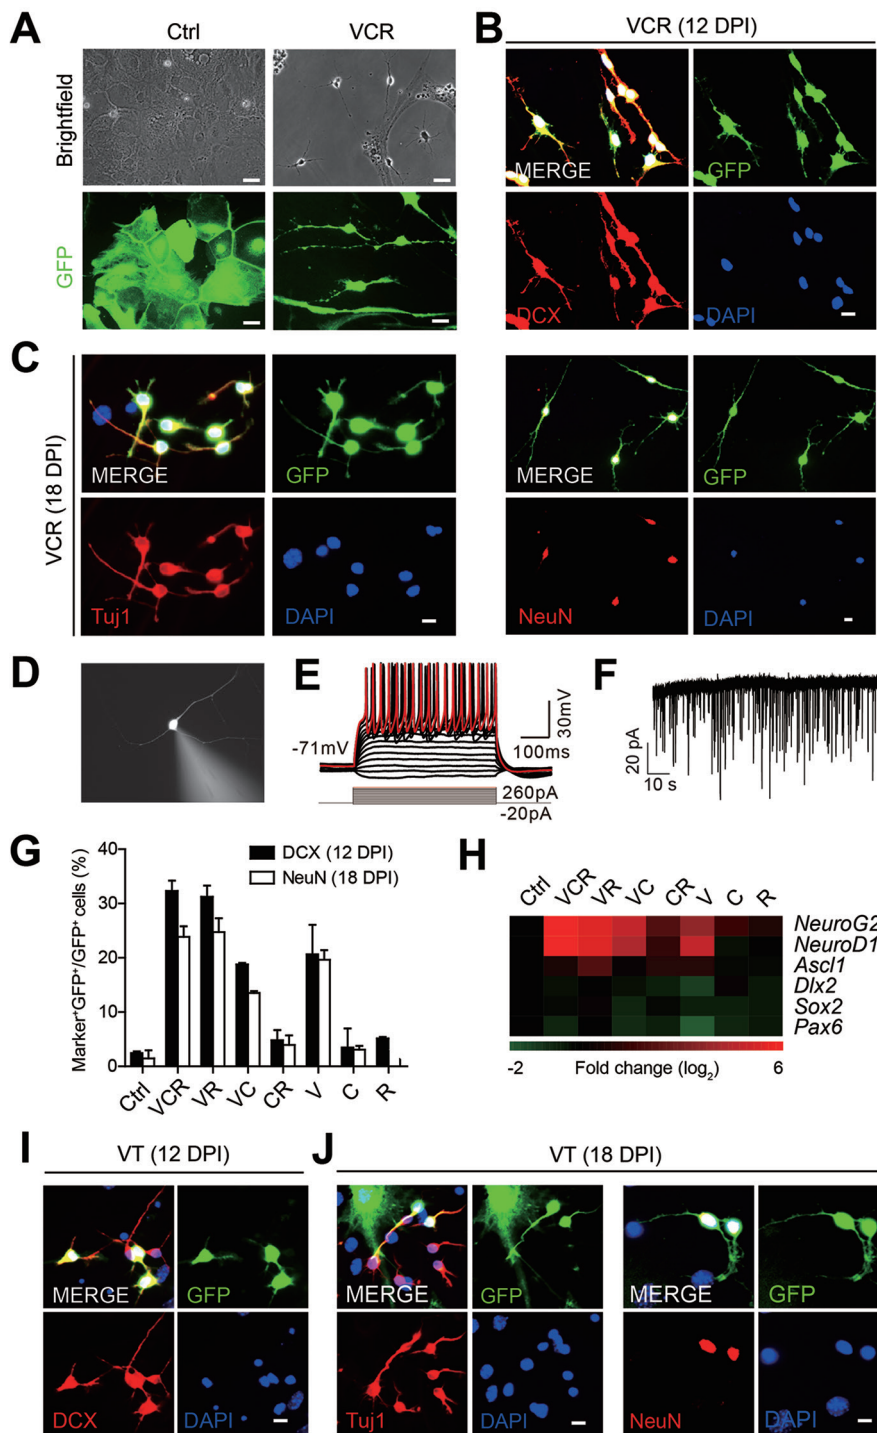 A
Ctrl
VCR
Brightfield
GFP
B
VCR (12 DPI)
MERGE
GFP
DCX
DAPI
C
VCR (18 DPI)
MERGE
GFP
Tuj1
DAPI
MERGE
GFP
NeuN
DAPI
D
E
-71mV
30mV
100ms
260pA
-20pA
F
20 pA
10 s
G
Marker⁺GFP⁺/GFP⁺ cells (%)
40
30
20
10
0
DCX (12 DPI)
NeuN (18 DPI)
Ctrl
VCR
VR
VC
CR
V
C
R
H
Ctrl
VCR
VR
VC
CR
V
C
R
NeuroG2
NeuroD1
Ascl1
Dlx2
Sox2
Pax6
-2 Fold change (log₂) 6
I
VT (12 DPI)
MERGE
GFP
DCX
DAPI
J
VT (18 DPI)
MERGE
GFP
Tuj1
DAPI
MERGE
GFP
NeuN
DAPI